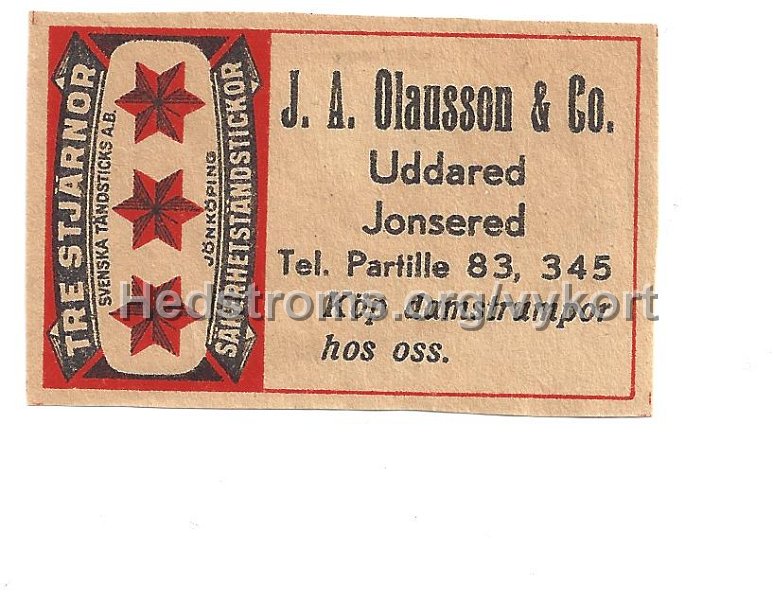 TRE STJÄRNOR
SVENSKA TÄNDSTICKS A.B.
JÖNKÖPING
SÄKERHETSTÄNDSTICKOR
J. A. Olausson & Co.
Uddared
Jonsered
Tel. Partille 83, 345
Köp damstrumpor
hos oss.
Hedstroms.org/vykort